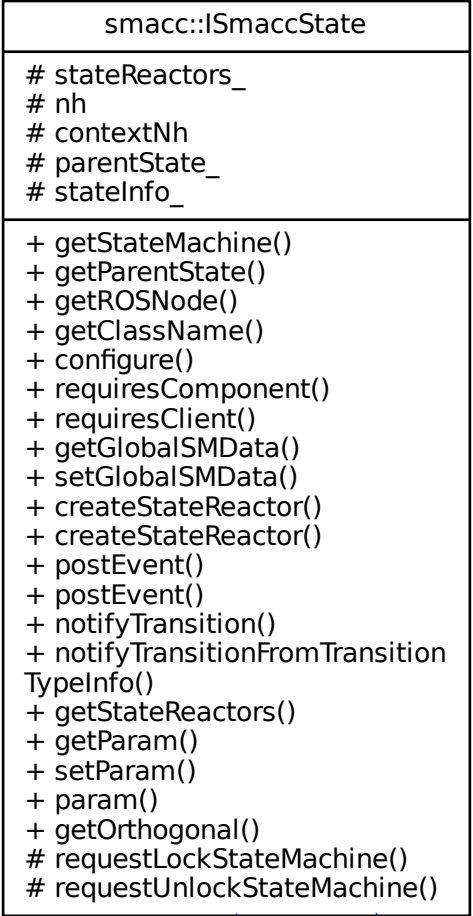 smacc::ISmaccState
# stateReactors_
# nh
# contextNh
# parentState_
# stateInfo_
+ getStateMachine()
+ getParentState()
+ getROSNode()
+ getClassName()
+ configure()
+ requiresComponent()
+ requiresClient()
+ getGlobalSMData()
+ setGlobalSMData()
+ createStateReactor()
+ createStateReactor()
+ postEvent()
+ postEvent()
+ notifyTransition()
+ notifyTransitionFromTransition
TypeInfo()
+ getStateReactors()
+ getParam()
+ setParam()
+ param()
+ getOrthogonal()
# requestLockStateMachine()
# requestUnlockStateMachine()